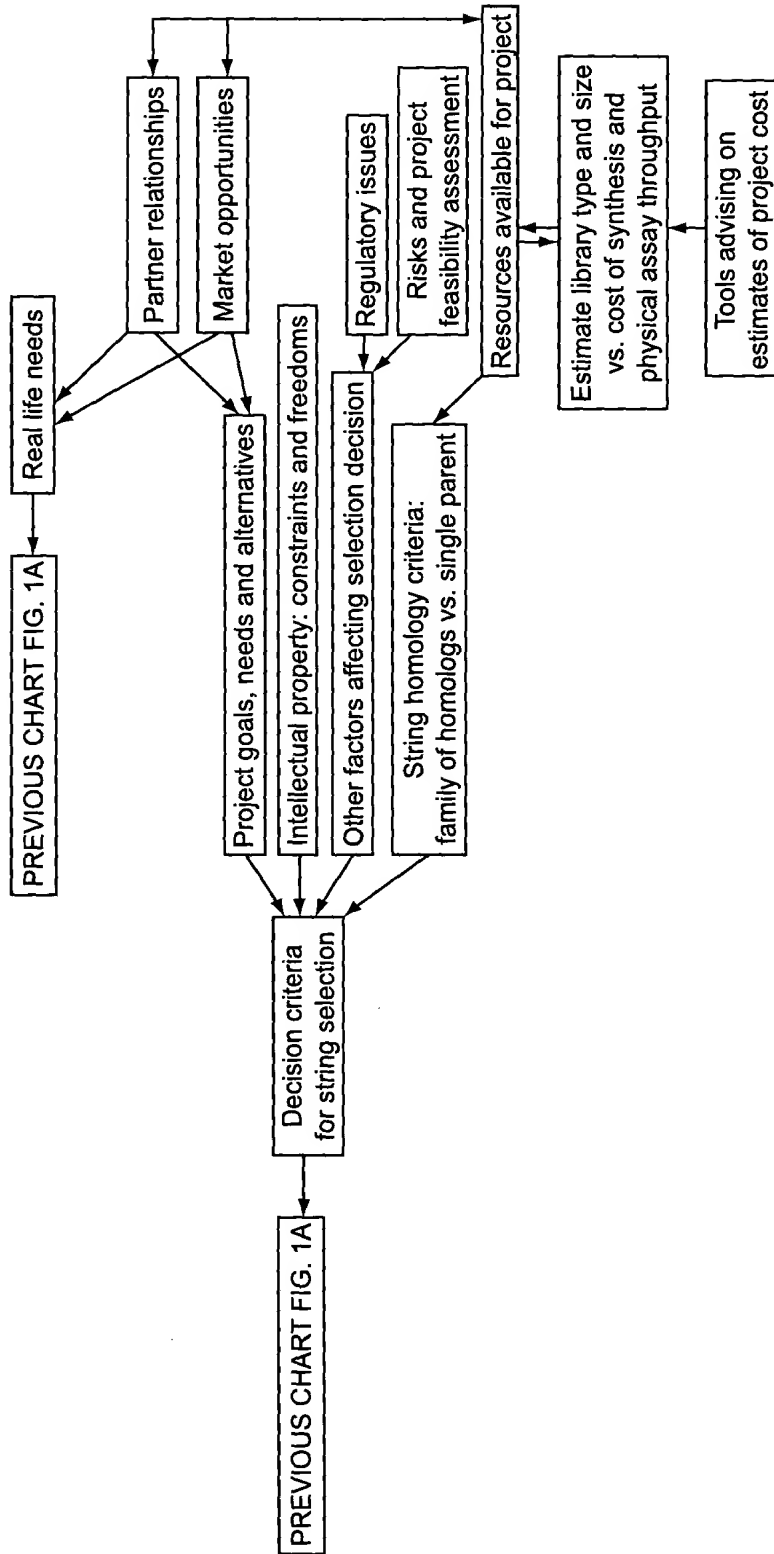 PREVIOUS CHART FIG. 1A
Real life needs
Partner relationships
Market opportunities
Project goals, needs and alternatives
Intellectual property: constraints and freedoms
Regulatory issues
Other factors affecting selection decision
Risks and project
feasibility assessment
String homology criteria:
family of homologs vs. single parent
Resources available for project
Decision criteria
for string selection
PREVIOUS CHART FIG. 1A
Estimate library type and size
vs. cost of synthesis and
physical assay throughput
Tools advising on
estimates of project cost